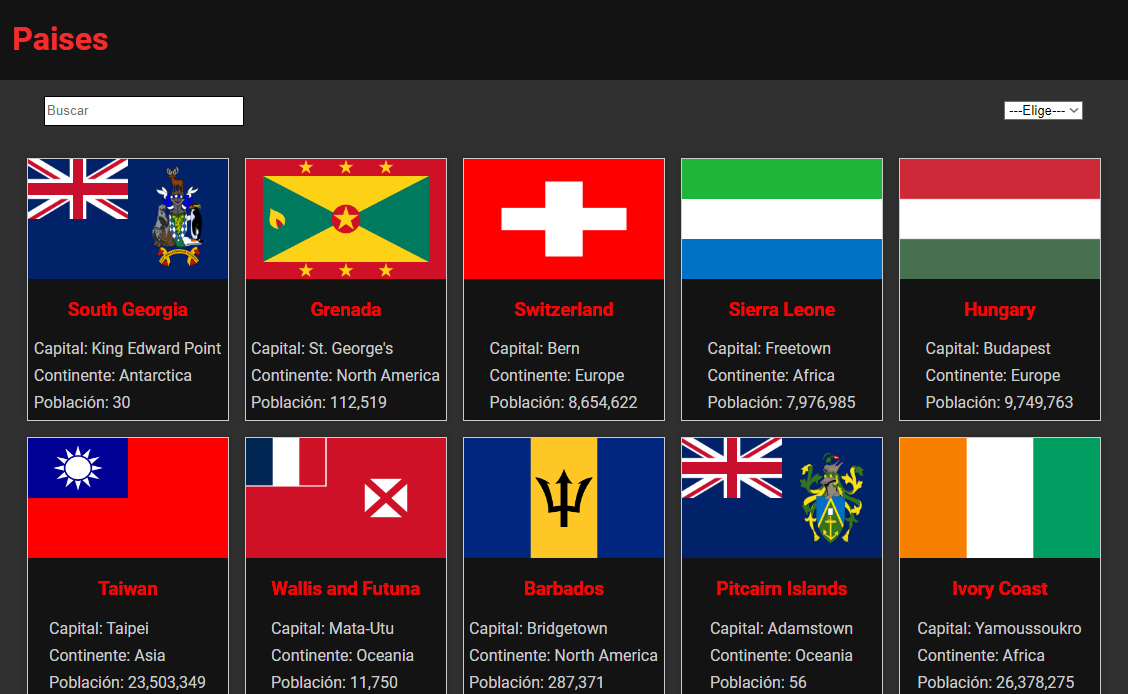 Paises
Buscar
---Elige---
South Georgia
Capital: King Edward Point
Continente: Antarctica
Población: 30
Grenada
Capital: St. George's
Continente: North America
Población: 112,519
Switzerland
Capital: Bern
Continente: Europe
Población: 8,654,622
Sierra Leone
Capital: Freetown
Continente: Africa
Población: 7,976,985
Hungary
Capital: Budapest
Continente: Europe
Población: 9,749,763
Taiwan
Capital: Taipei
Continente: Asia
Población: 23,503,349
Wallis and Futuna
Capital: Mata-Utu
Continente: Oceania
Población: 11,750
Barbados
Capital: Bridgetown
Continente: North America
Población: 287,371
Pitcairn Islands
Capital: Adamstown
Continente: Oceania
Población: 56
Ivory Coast
Capital: Yamoussoukro
Continente: Africa
Población: 26,378,275